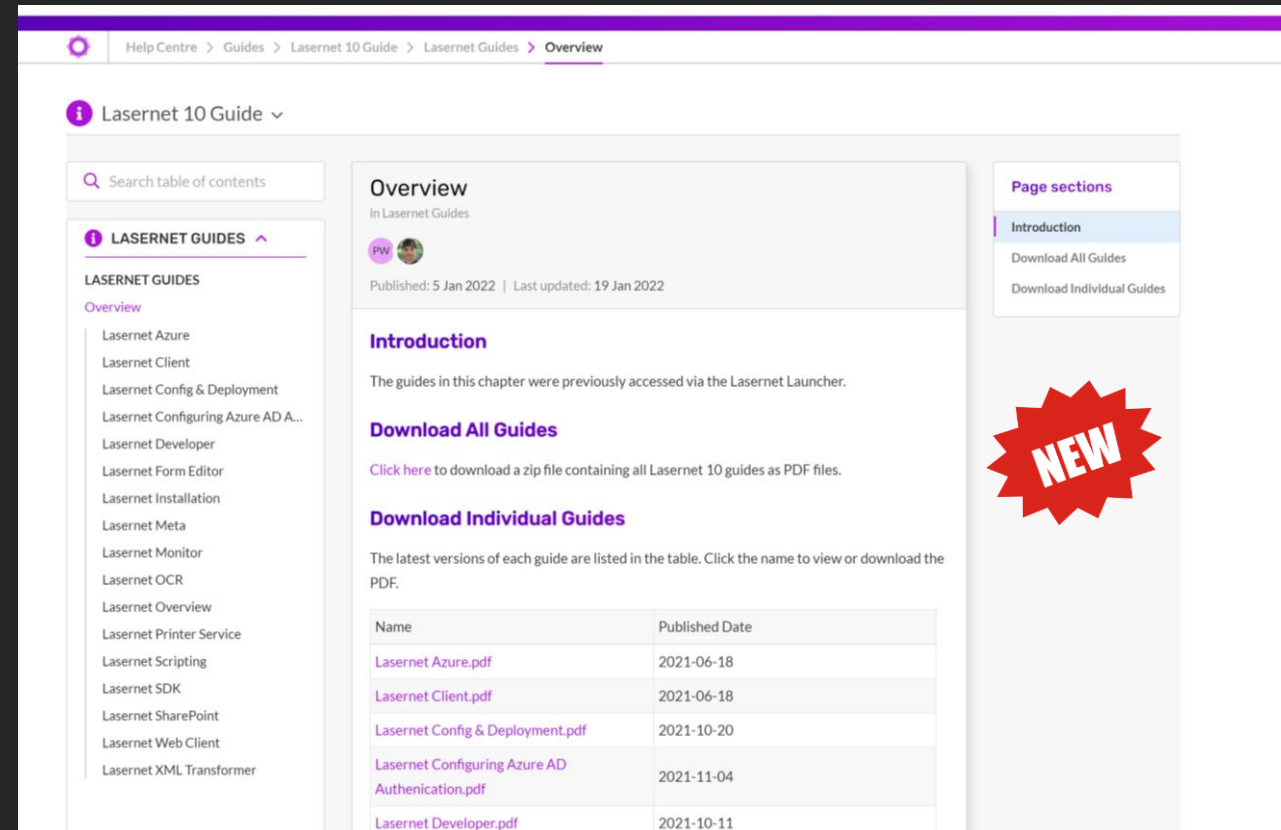 Help Centre > Guides > Lasernet 10 Guide > Lasernet Guides > Overview
Lasernet 10 Guide
Search table of contents
LASERNET GUIDES
LASERNET GUIDES
Overview
Lasernet Azure
Lasernet Client
Lasernet Config & Deployment
Lasernet Configuring Azure AD A...
Lasernet Developer
Lasernet Form Editor
Lasernet Installation
Lasernet Meta
Lasernet Monitor
Lasernet OCR
Lasernet Overview
Lasernet Printer Service
Lasernet Scripting
Lasernet SDK
Lasernet SharePoint
Lasernet Web Client
Lasernet XML Transformer
Overview
in Lasernet Guides
PW
Published: 5 Jan 2022 | Last updated: 19 Jan 2022
Introduction
The guides in this chapter were previously accessed via the Lasernet Launcher.
Download All Guides
Click here to download a zip file containing all Lasernet 10 guides as PDF files.
Download Individual Guides
The latest versions of each guide are listed in the table. Click the name to view or download the
PDF.
Name Published Date
Lasernet Azure.pdf 2021-06-18
Lasernet Client.pdf 2021-06-18
Lasernet Config & Deployment.pdf 2021-10-20
Lasernet Configuring Azure AD
Authenication.pdf 2021-11-04
Lasernet Developer.pdf 2021-10-11
Page sections
Introduction
Download All Guides
Download Individual Guides
NEW